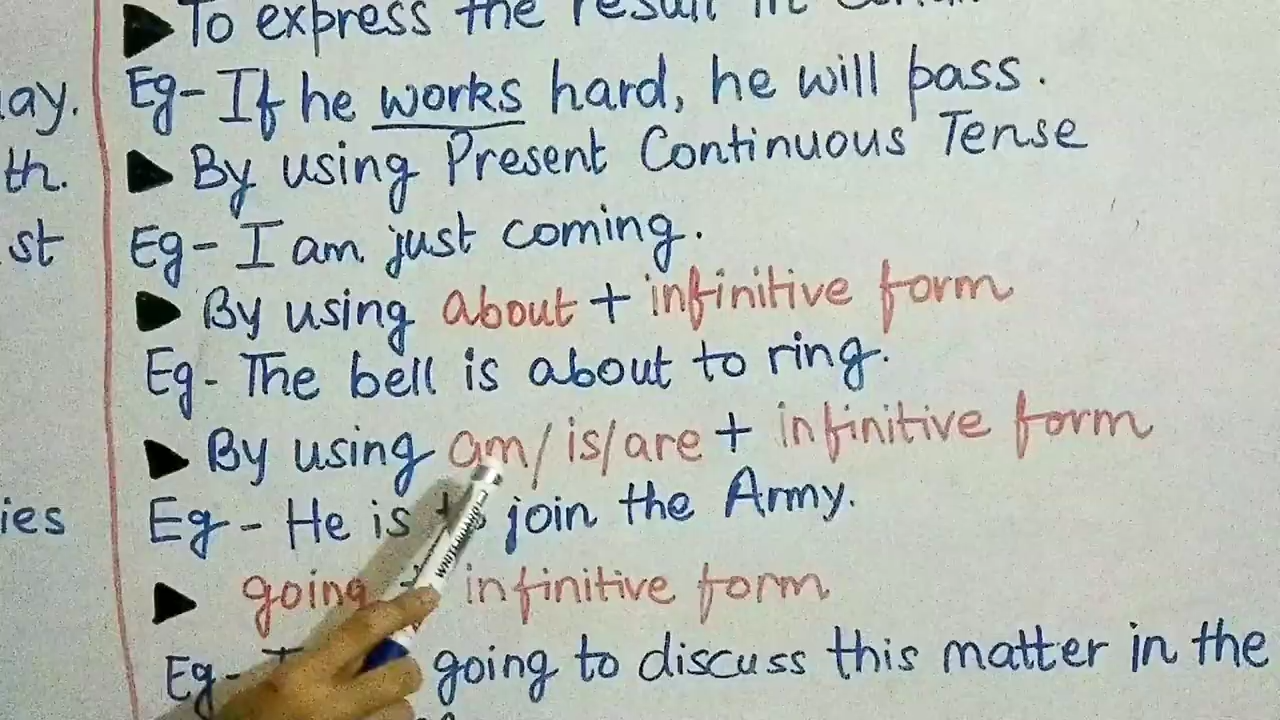 ▶To express the result in
ay. Eg- If he works hard, he will pass.
th. ▶ By using Present Continuous Tense
st Eg- I am just coming.
▶ By using about + infinitive form
Eg- The bell is about to ring.
▶ By using am/is/are + infinitive form
ies Eg- He is to join the Army.
▶ going infinitive form
Eg- going to discuss this matter in the